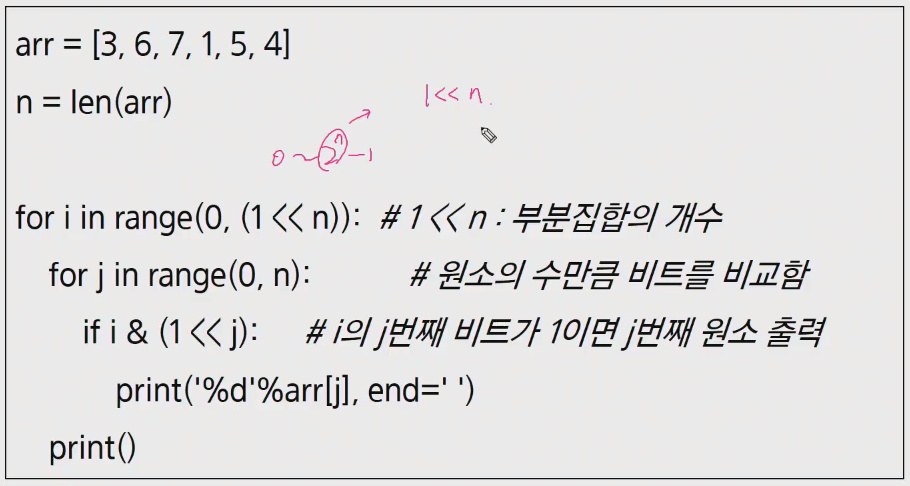 arr = [3, 6, 7, 1, 5, 4]
n = len(arr)
1<< n.
0 ~ 2ⁿ -1
for i in range(0, (1 << n)): # 1 << n : 부분집합의 개수
for j in range(0, n): # 원소의 수만큼 비트를 비교함
if i & (1 << j): # i의 j번째 비트가 1이면 j번째 원소 출력
print('%d'%arr[j], end=' ')
print()